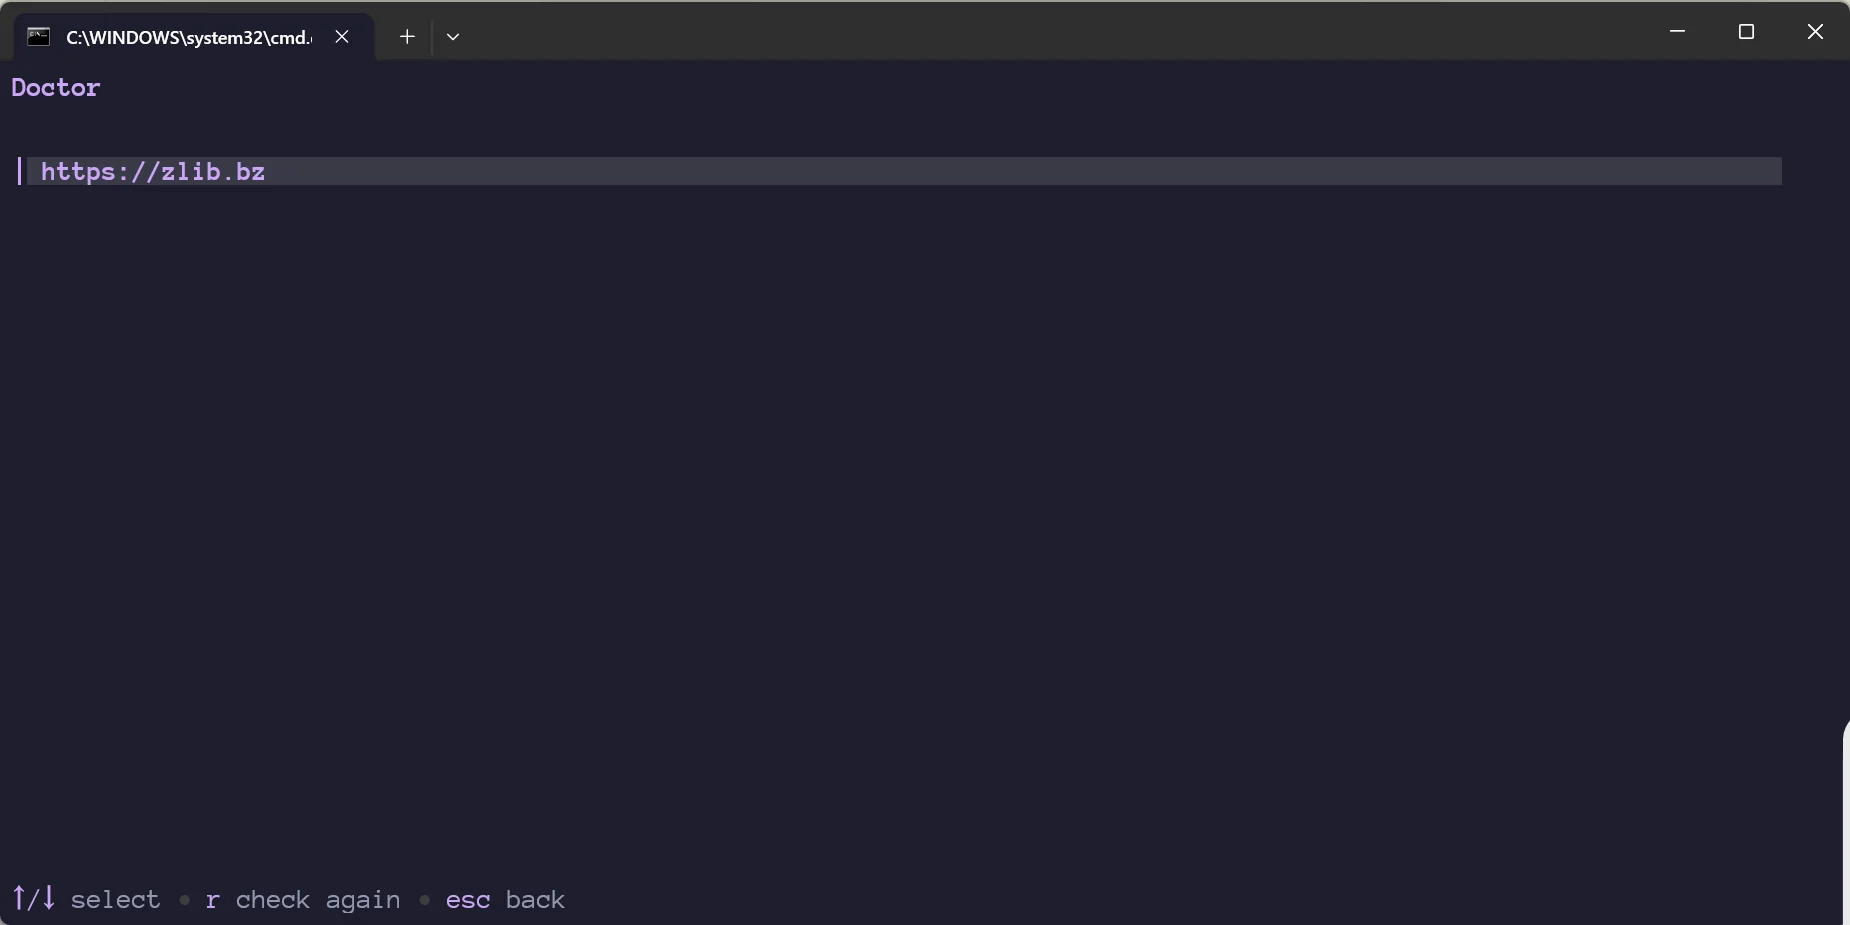 C:\WINDOWS\system32\cmd.
Doctor
https://zlib.bz
↑/↓ select • r check again • esc back